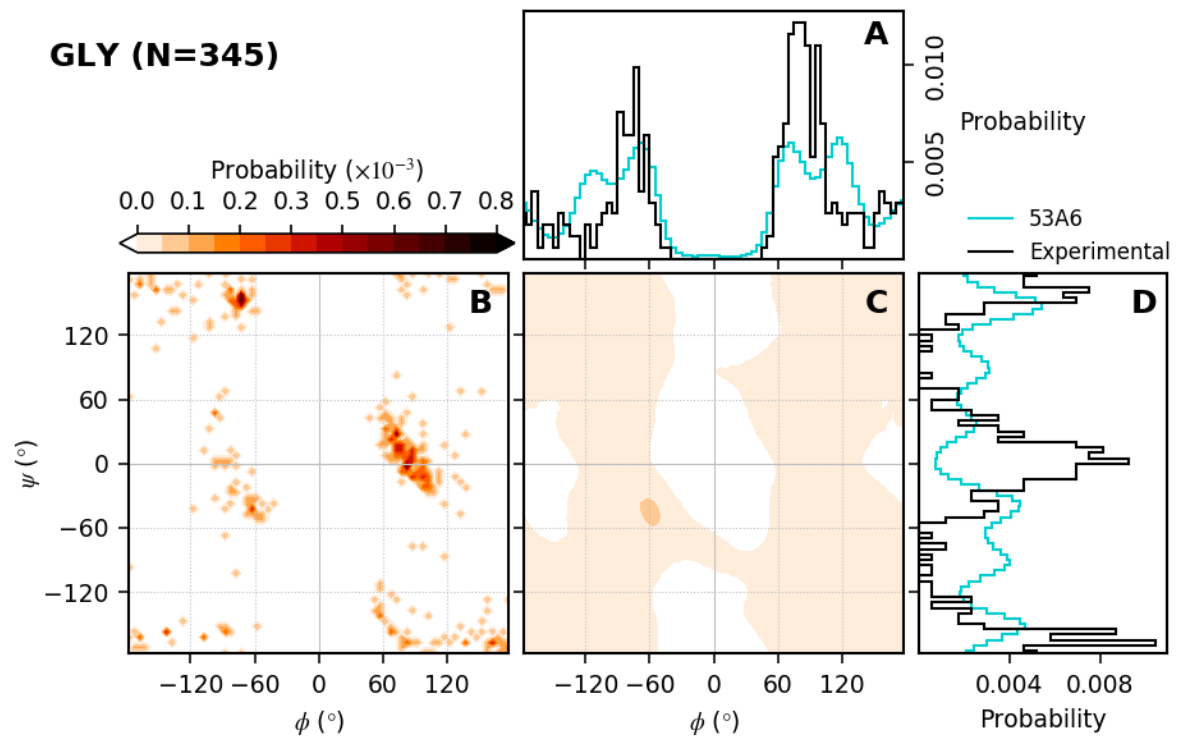 GLY (N=345)
A
0.010
0.005
Probability
Probability (×10⁻³)
0.0 0.1 0.2 0.3 0.5 0.6 0.7 0.8
53A6
Experimental
B
C
D
120
60
0
−60
−120
ψ (°)
−120 −60 0 60 120
−120 −60 0 60 120
0.004 0.008
ϕ (°)
ϕ (°)
Probability